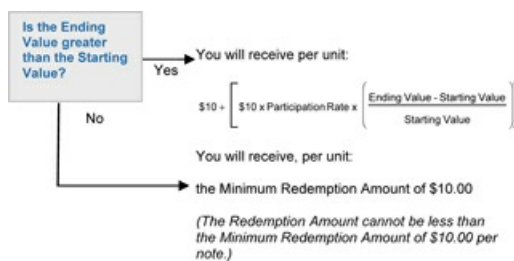 Is the Ending
Value greater
than the Starting
Value?
Yes
You will receive per unit:
$10 + [ $10 x Participation Rate x ( Ending Value - Starting Value
Starting Value ) ]
No
You will receive, per unit:
the Minimum Redemption Amount of $10.00
(The Redemption Amount cannot be less than
the Minimum Redemption Amount of $10.00 per
note.)